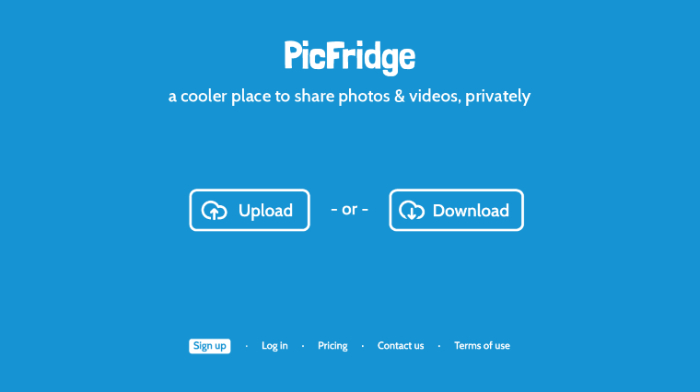 PicFridge
a cooler place to share photos & videos, privately
Upload - or - Download
Sign up · Log in · Pricing · Contact us · Terms of use